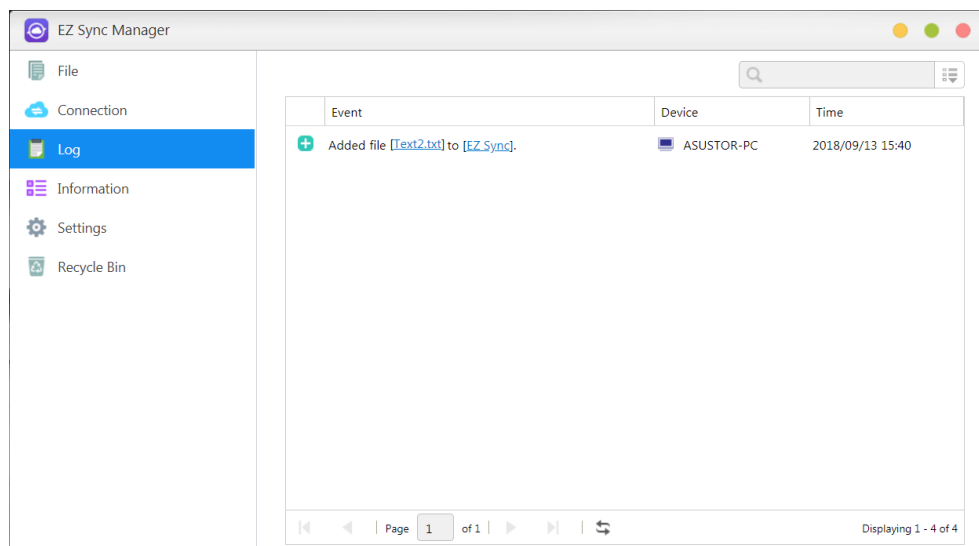 EZ Sync Manager
File
Connection
Log
Information
Settings
Recycle Bin
Event Device Time
Added file [Text2.txt] to [EZ Sync]. ASUSTOR-PC 2018/09/13 15:40
Page 1 of 1 Displaying 1 - 4 of 4